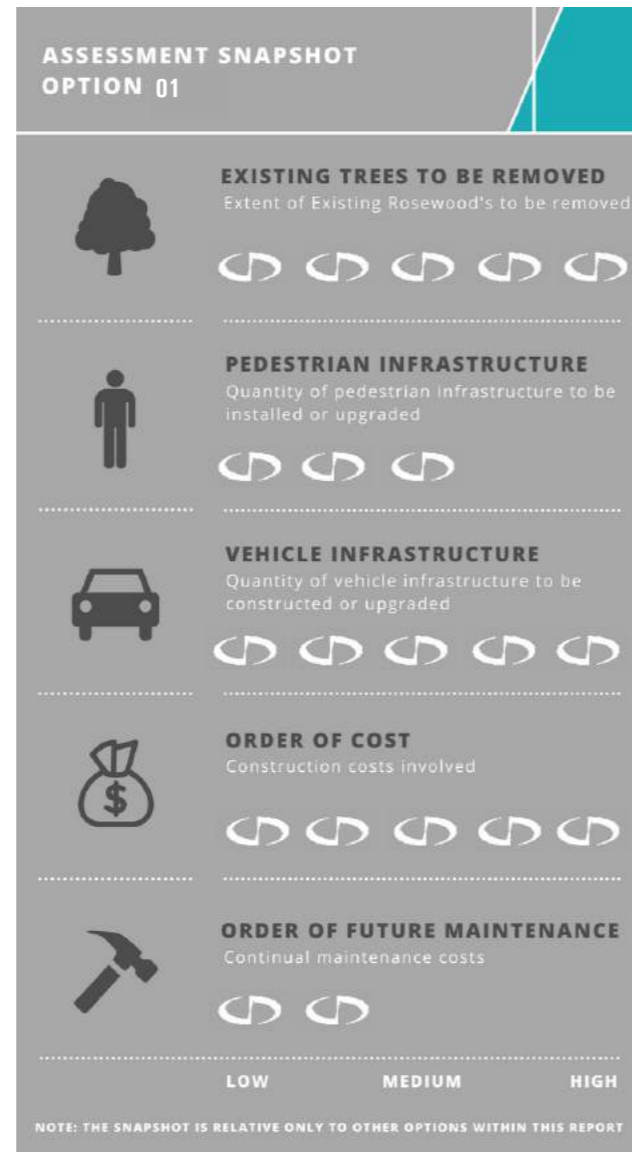 ASSESSMENT SNAPSHOT
OPTION 01
EXISTING TREES TO BE REMOVED
Extent of Existing Rosewood's to be removed
PEDESTRIAN INFRASTRUCTURE
Quantity of pedestrian infrastructure to be
installed or upgraded
VEHICLE INFRASTRUCTURE
Quantity of vehicle infrastructure to be
constructed or upgraded
$
ORDER OF COST
Construction costs involved
ORDER OF FUTURE MAINTENANCE
Continual maintenance costs
LOW MEDIUM HIGH
NOTE: THE SNAPSHOT IS RELATIVE ONLY TO OTHER OPTIONS WITHIN THIS REPORT